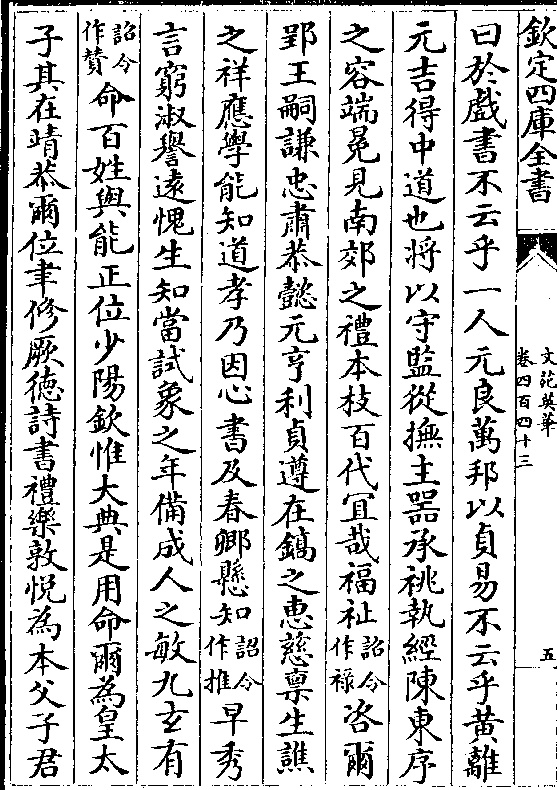 欽定四庫全書
文苑英華
卷四百四十三
五
曰於戲書不云乎一人元良萬邦以貞易不云乎黃離
元吉得中道也將以守監從撫主器承祧執經陳東序
之容端冕見南郊之禮本枝百代冝哉福祉詔令作祿咨爾
郢王嗣謙忠肅恭懿元亨利貞遵在鎬之恵慈禀生譙
之祥應學能知道孝乃因心書及春卿懸知詔令作推早秀
言窮淑譽遠愧生知當試象之年備成人之敏九玄有
詔令作賛命百姓與能正位少陽欽惟大典是用命爾為皇太
子其在靖恭爾位聿修厥徳詩書禮樂敦悅為本父子君